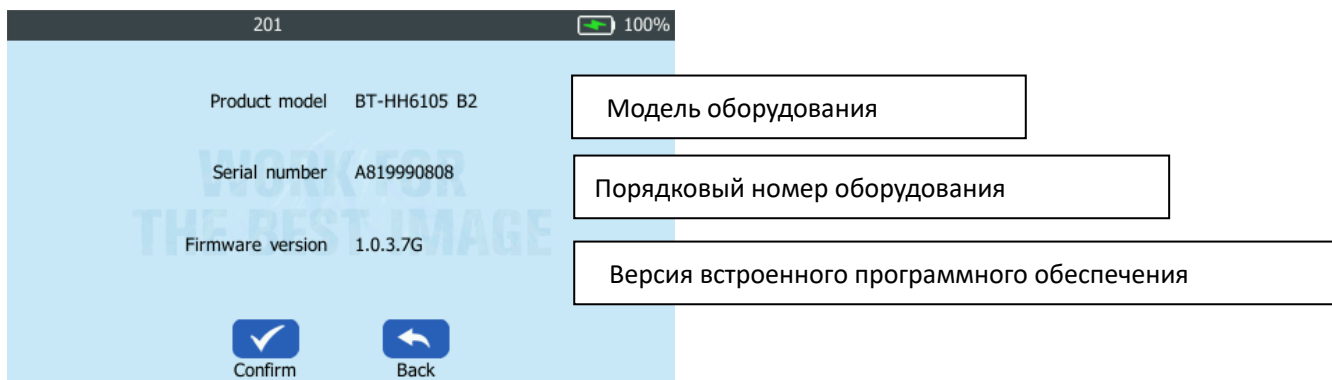 201 100%
Product model BT-HH6105 B2
Модель оборудования
WORK FOR
Serial number A819990808
Порядковый номер оборудования
THE BEST IMAGE
Firmware version 1.0.3.7G
Версия встроенного программного обеспечения
Confirm Back